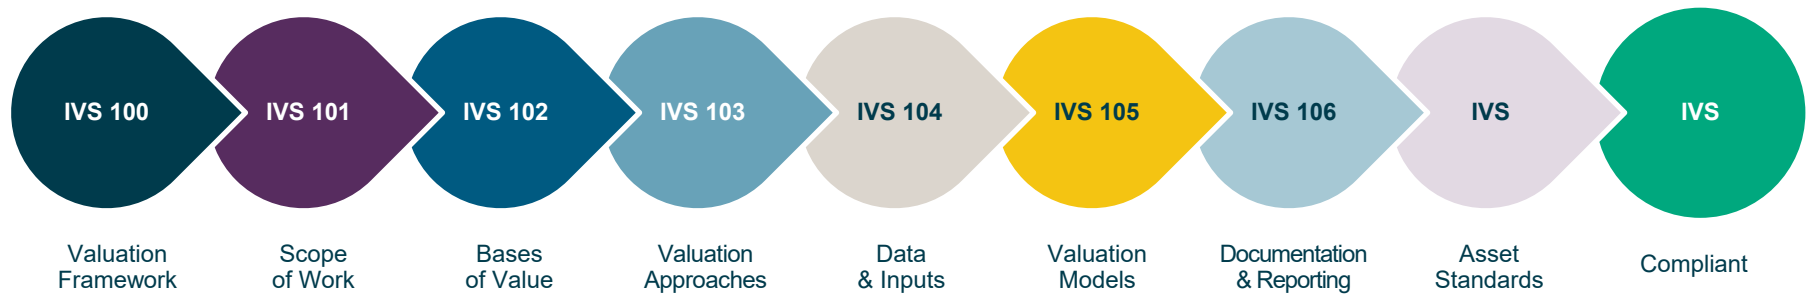 IVS 100
IVS 101
IVS 102
IVS 103
IVS 104
IVS 105
IVS 106
IVS
IVS
Valuation
Framework
Scope
of Work
Bases
of Value
Valuation
Approaches
Data
& Inputs
Valuation
Models
Documentation
& Reporting
Asset
Standards
Compliant